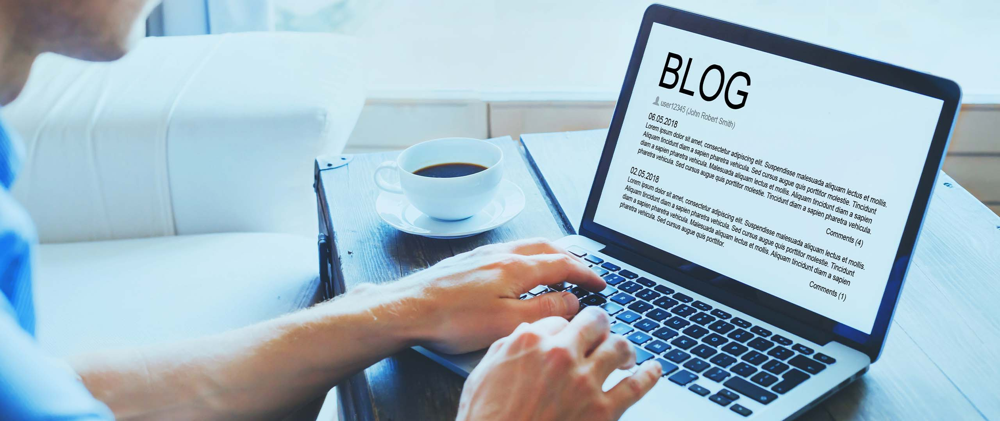 BLOG
user12345 (John Robert Smith)
06.05.2018
Lorem ipsum dolor sit amet, consectetur adipiscing elit. Suspendisse malesuada aliquam lectus et mollis.
Aliquam tincidunt diam a sapien pharetra vehicula. Sed cursus augue quis porttitor molestie. Tincidunt
diam a sapien pharetra vehicula. Malesuada aliquam lectus et mollis. Aliquam tincidunt diam a sapien
pharetra vehicula. Sed cursus augue quis porttitor molestie. Tincidunt diam a sapien pharetra vehicula.
Comments (4)
02.05.2018
Lorem ipsum dolor sit amet, consectetur adipiscing elit. Suspendisse malesuada aliquam lectus et mollis.
Aliquam tincidunt diam a sapien pharetra vehicula. Sed cursus augue quis porttitor molestie. Tincidunt
diam a sapien pharetra vehicula. Malesuada aliquam lectus et mollis. Aliquam tincidunt diam a sapien
pharetra vehicula. Sed cursus augue quis porttitor.
Comments (1)